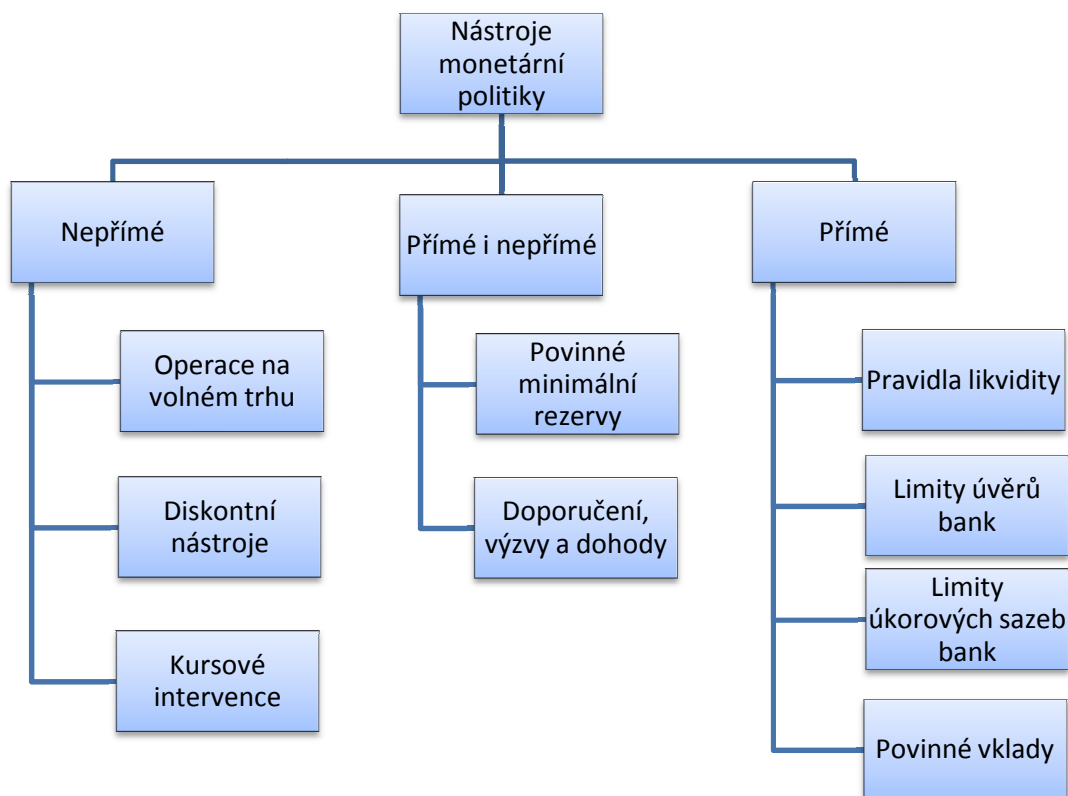 Nástroje
monetární
politiky
Nepřímé
Operace na
volném trhu
Diskontní
nástroje
Kursové
intervence
Přímé i nepřímé
Povinné
minimální
rezervy
Doporučení,
výzvy a dohody
Přímé
Pravidla likvidity
Limity úvěrů
bank
Limity
úkorových sazeb
bank
Povinné vklady